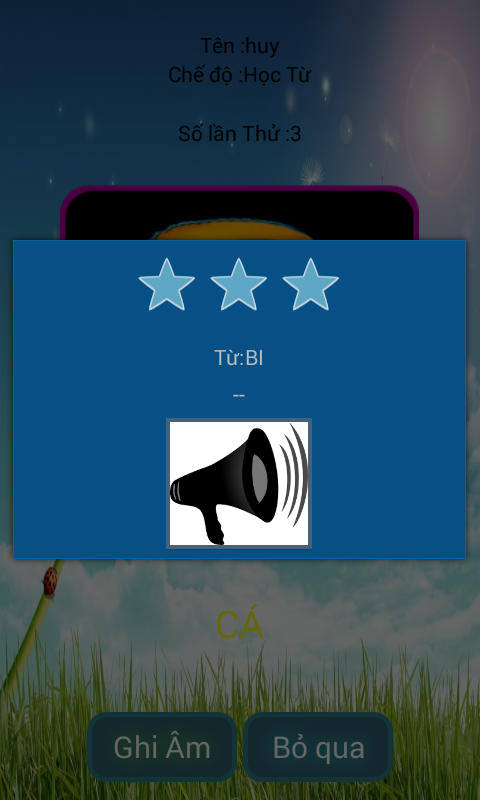 Tên :huy
Chế độ :Học Từ
Số lần Thử :3
Từ:BI
--
CÁ
Ghi Âm
Bỏ qua